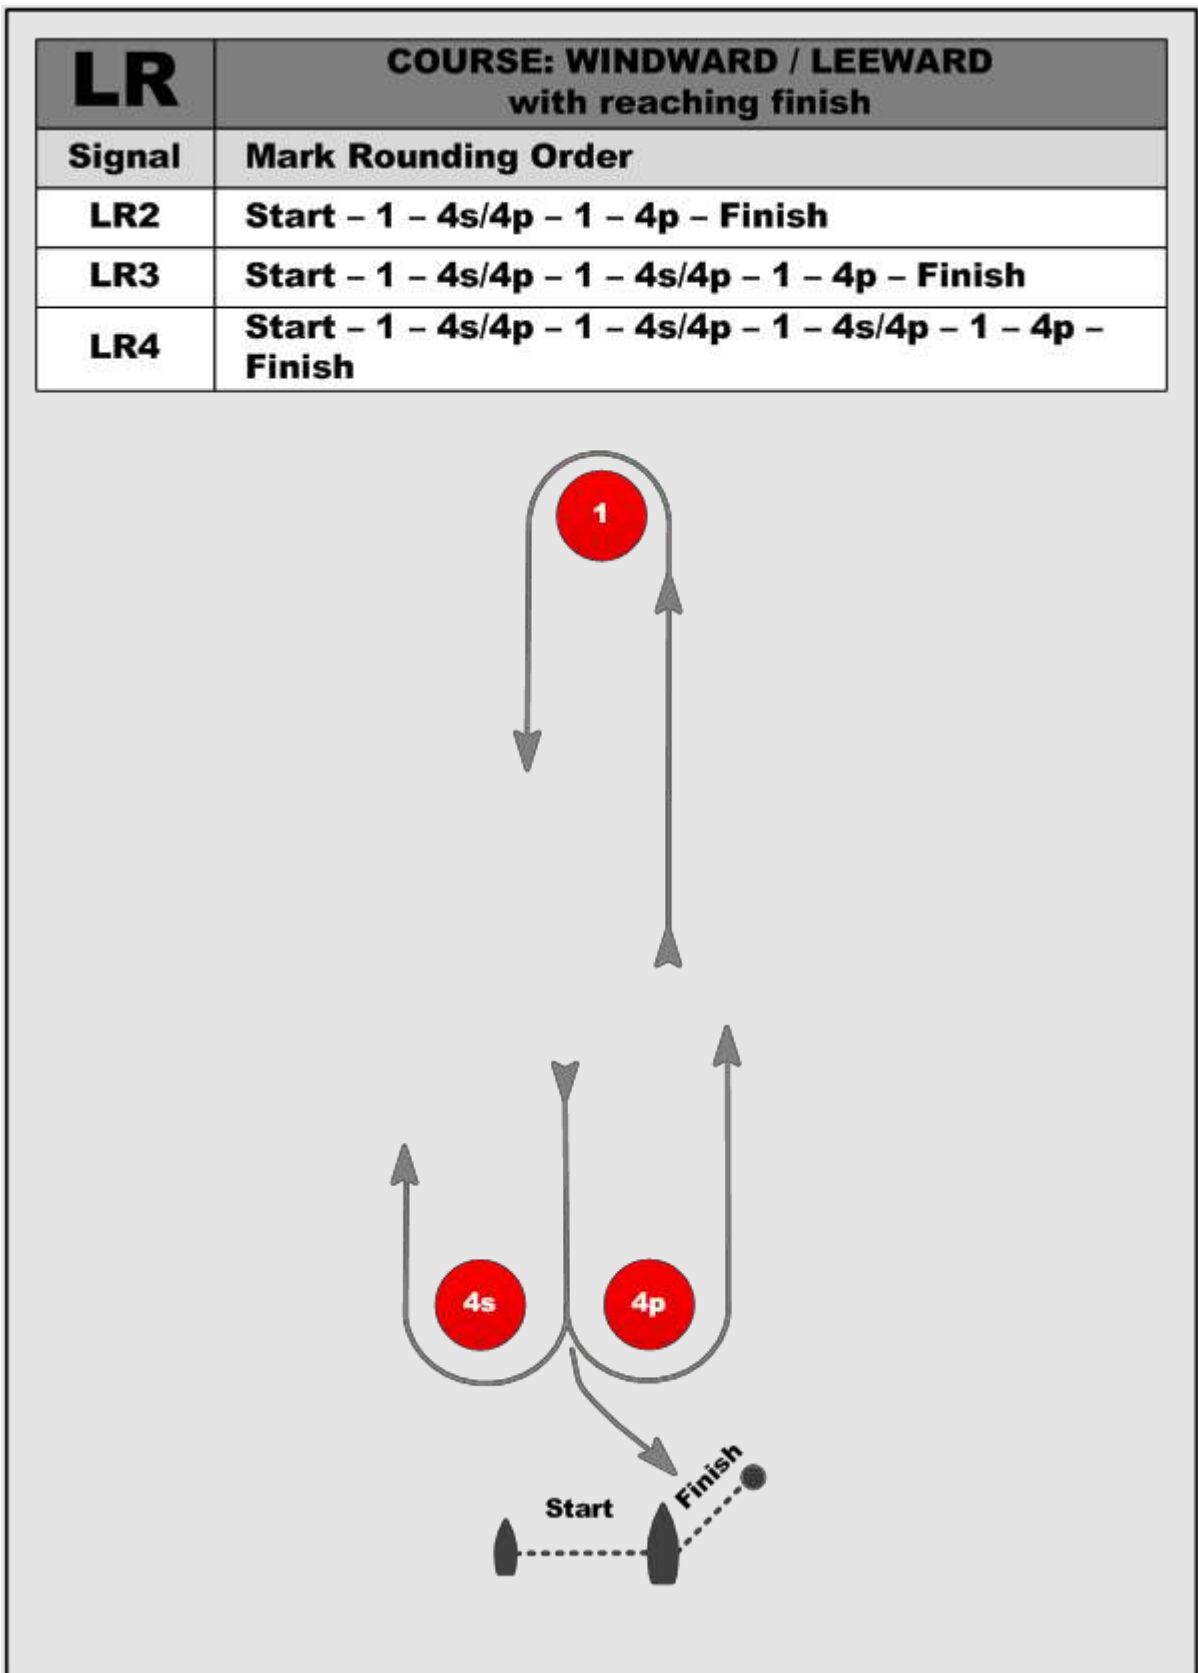 LR
COURSE: WINDWARD / LEEWARD
with reaching finish
Signal Mark Rounding Order
LR2 Start – 1 – 4s/4p – 1 – 4p – Finish
LR3 Start – 1 – 4s/4p – 1 – 4s/4p – 1 – 4p – Finish
LR4 Start – 1 – 4s/4p – 1 – 4s/4p – 1 – 4s/4p – 1 – 4p –
Finish
1
4s 4p
Finish
Start